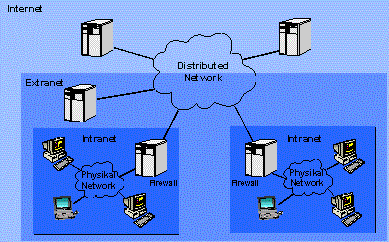 Internet
Distributed
Network
Extranet
Intranet
Intranet
Physikal
Network
Firewall
Firewall
Physikal
Network